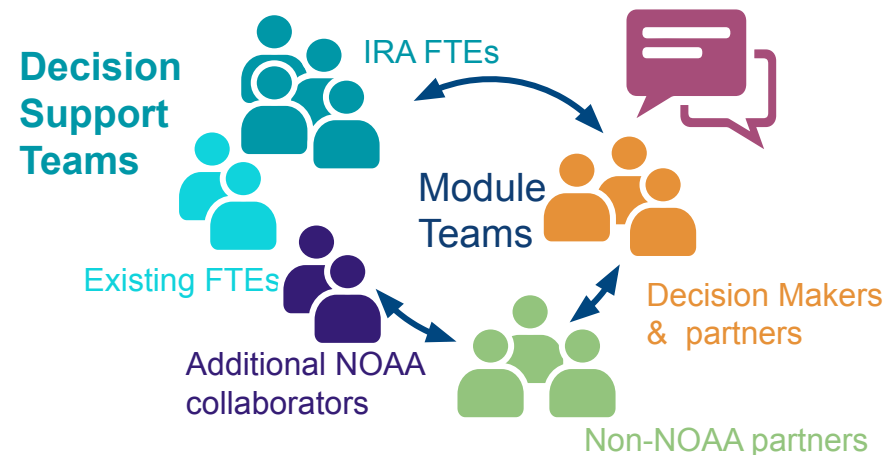 Decision
Support
Teams
IRA FTEs
Module
Teams
Existing FTEs
Decision Makers
& partners
Additional NOAA
collaborators
Non-NOAA partners